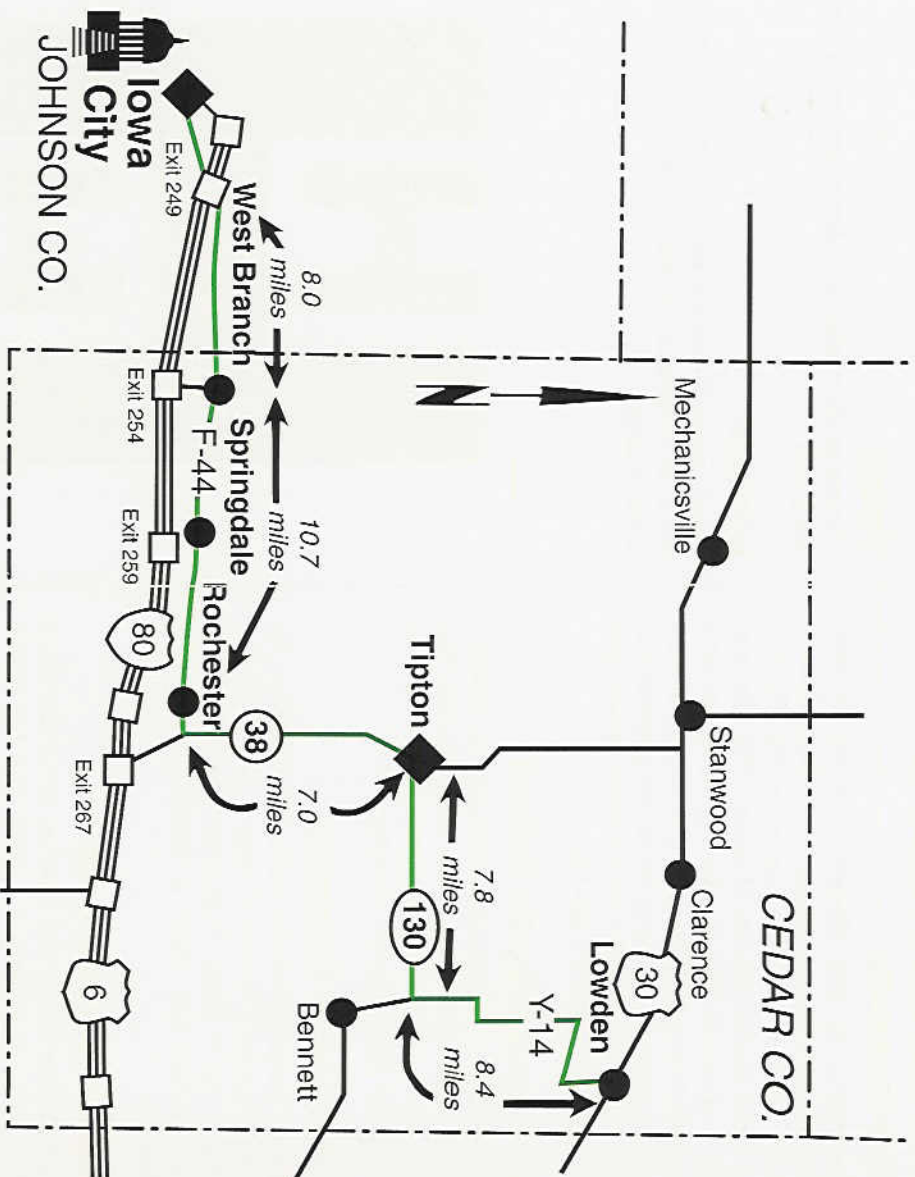 Mechanicsville
Stanwood
Clarence
CEDAR CO.
30
Lowden
Y-14
8.4
miles
Tipton
7.8
miles
130
Bennett
38
7.0
miles
8.0
miles
10.7
miles
West Branch
Springdale
F-44
Rochester
N
Iowa
City
JOHNSON CO.
Exit 249
Exit 254
Exit 259
80
Exit 267
6